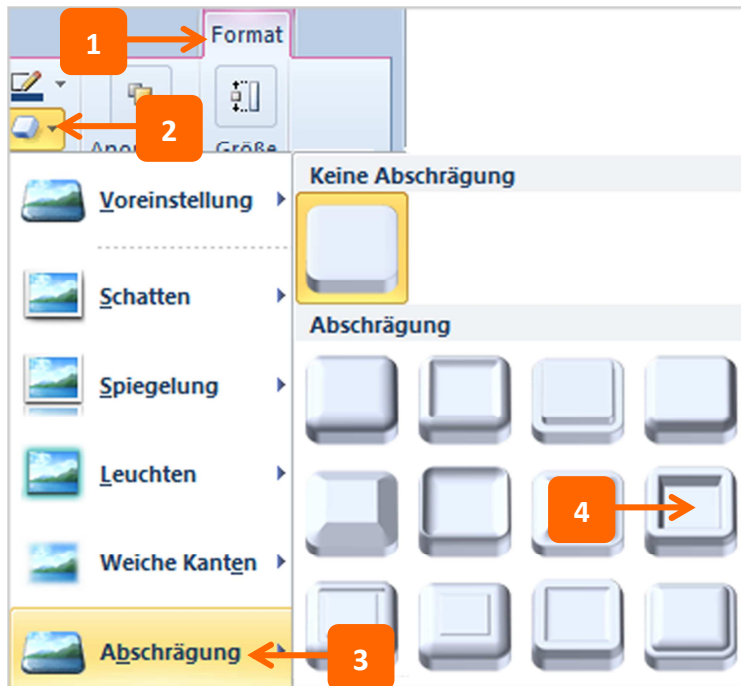 1
Format
2
Größe
Voreinstellung
Keine Abschrägung
Schatten
Abschrägung
Spiegelung
Leuchten
4
Weiche Kanten
Abschrägung
3